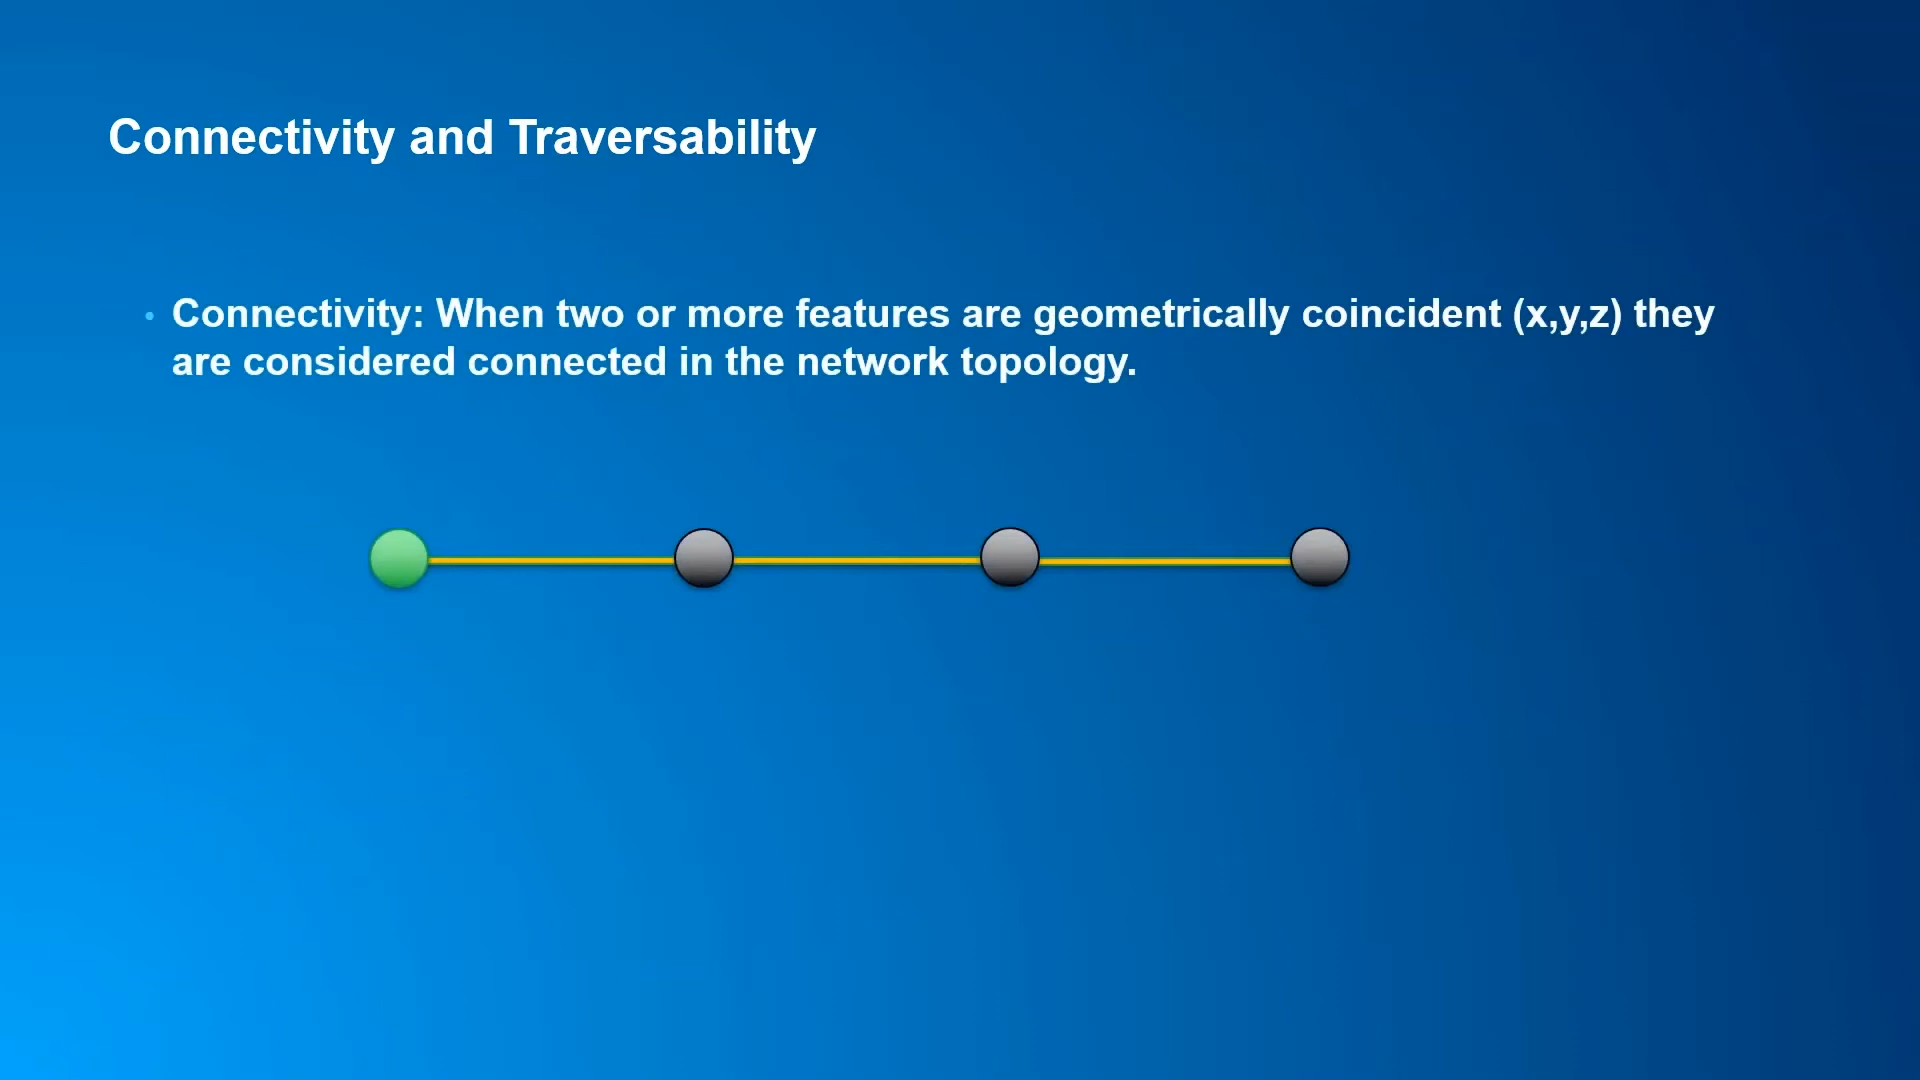 Connectivity and Traversability
• Connectivity: When two or more features are geometrically coincident (x,y,z) they
are considered connected in the network topology.